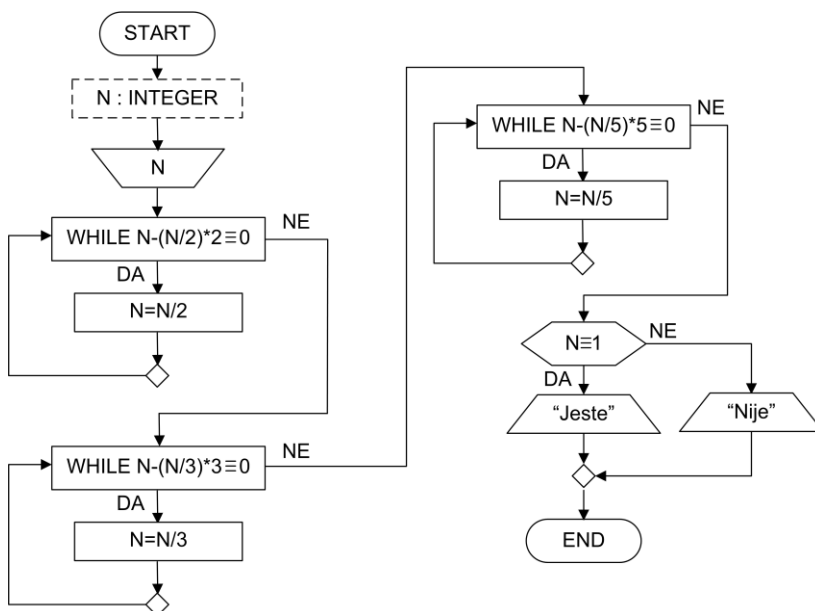 START
N : INTEGER
N
WHILE N-(N/2)*2≡0
NE
DA
N=N/2
WHILE N-(N/3)*3≡0
NE
DA
N=N/3
WHILE N-(N/5)*5≡0
NE
DA
N=N/5
N≡1
NE
DA
“Jeste”
“Nije”
END